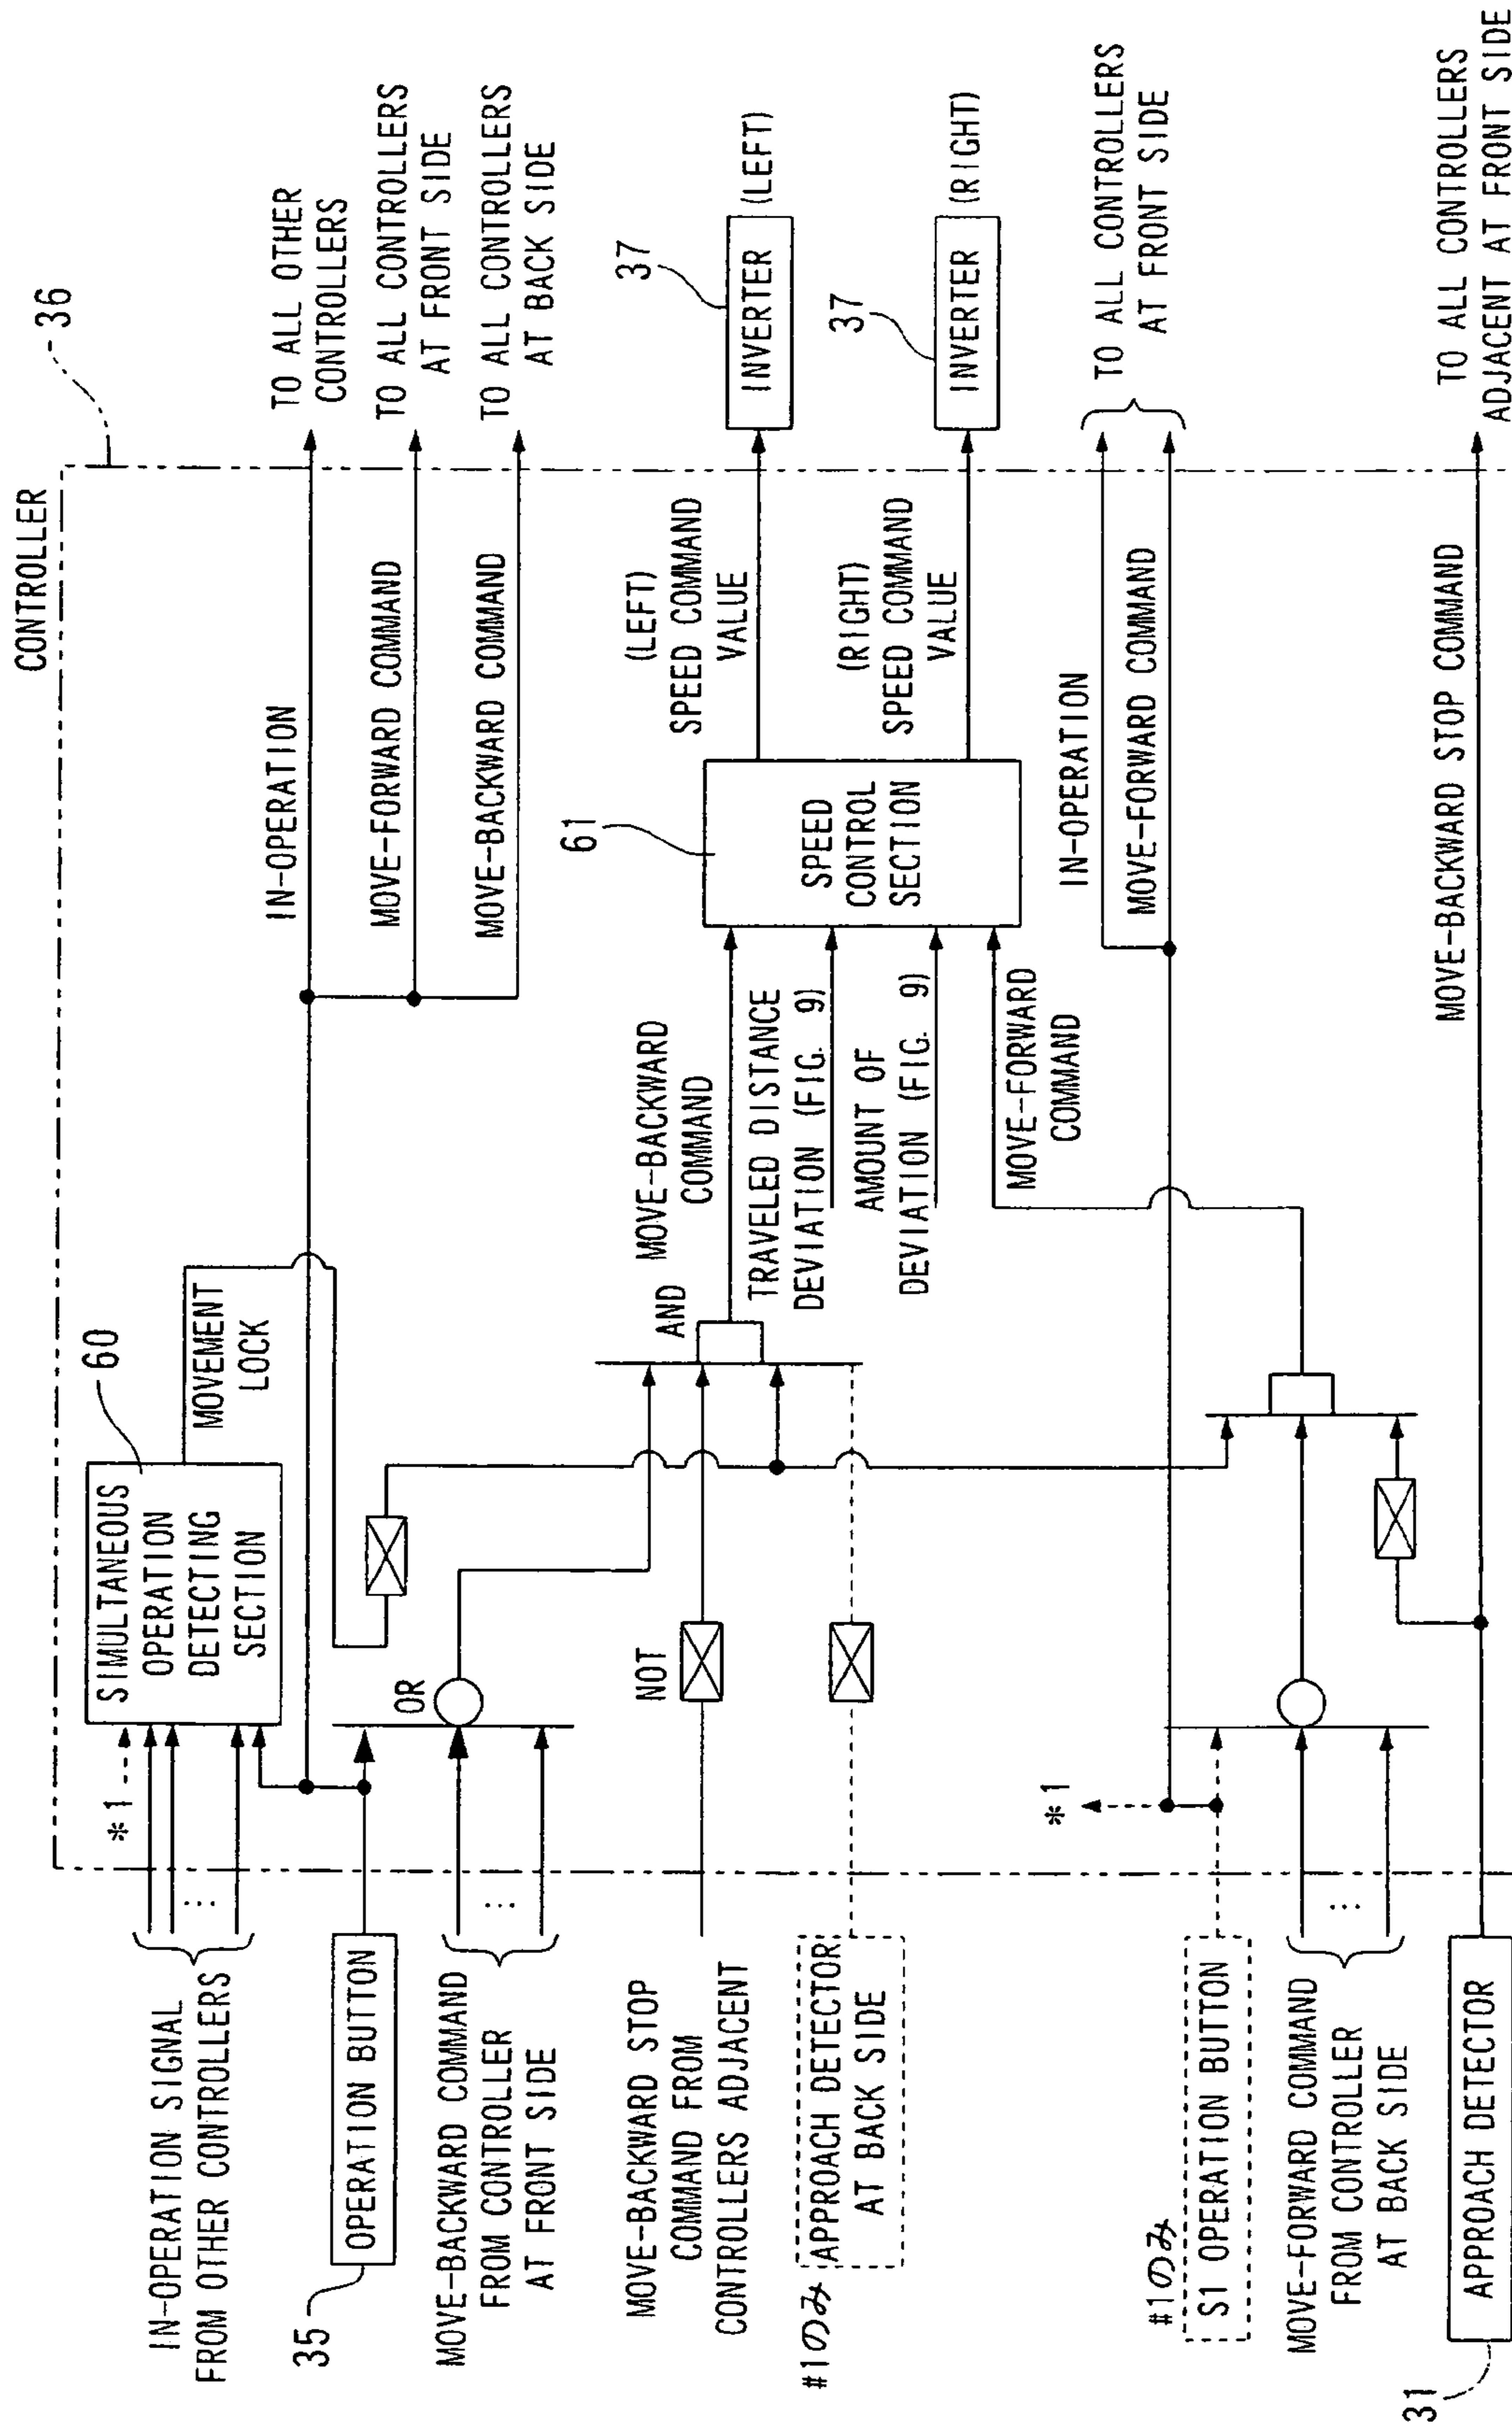 CONTROLLER
36
IN-OPERATION SIGNAL
FROM OTHER CONTROLLERS
*1
SIMULTANEOUS
OPERATION
DETECTING
SECTION
60
MOVEMENT
LOCK
IN-OPERATION
TO ALL OTHER
CONTROLLERS
MOVE-FORWARD COMMAND
TO ALL CONTROLLERS
AT FRONT SIDE
MOVE-BACKWARD COMMAND
TO ALL CONTROLLERS
AT BACK SIDE
35
OPERATION BUTTON
OR
MOVE-BACKWARD COMMAND
FROM CONTROLLER
AT FRONT SIDE
MOVE-BACKWARD STOP
COMMAND FROM
CONTROLLERS ADJACENT
NOT
AND
MOVE-BACKWARD
COMMAND
#1のみ
APPROACH DETECTOR
AT BACK SIDE
TRAVELED DISTANCE
DEVIATION (FIG. 9)
AMOUNT OF
DEVIATION (FIG. 9)
MOVE-FORWARD
COMMAND
61
SPEED
CONTROL
SECTION
(LEFT)
SPEED COMMAND
VALUE
37
INVERTER
(LEFT)
(RIGHT)
SPEED COMMAND
VALUE
37
INVERTER
(RIGHT)
IN-OPERATION
MOVE-FORWARD COMMAND
TO ALL CONTROLLERS
AT FRONT SIDE
*1
#1のみ
S1 OPERATION BUTTON
MOVE-FORWARD COMMAND
FROM CONTROLLER
AT BACK SIDE
31
APPROACH DETECTOR
MOVE-BACKWARD STOP COMMAND
TO ALL CONTROLLERS
ADJACENT AT FRONT SIDE